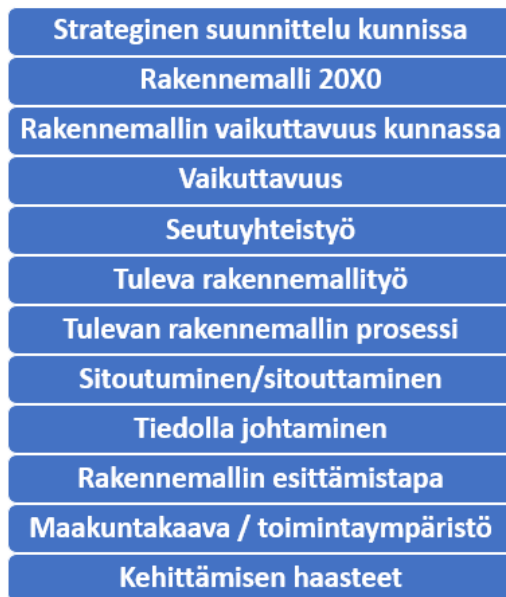 Strateginen suunnittelu kunnissa
Rakennemalli 20X0
Rakennemallin vaikuttavuus kunnassa
Vaikuttavuus
Seutuyhteistyö
Tuleva rakennemallityö
Tulevan rakennemallin prosessi
Sitoutuminen/sitouttaminen
Tiedolla johtaminen
Rakennemallin esittämistapa
Maakuntakaava / toimintaympäristö
Kehittämisen haasteet